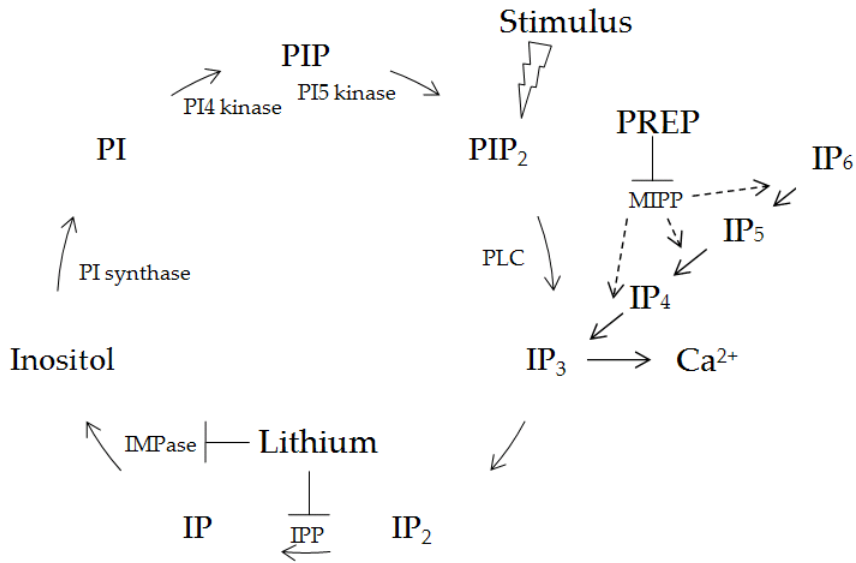 Stimulus
PIP
PI4 kinase
PI5 kinase
PI
PIP₂
PREP
IP₆
MIPP
IP₅
PLC
PI synthase
IP₄
Inositol
IP₃
Ca²⁺
IMPase
Lithium
IP
IPP
IP₂